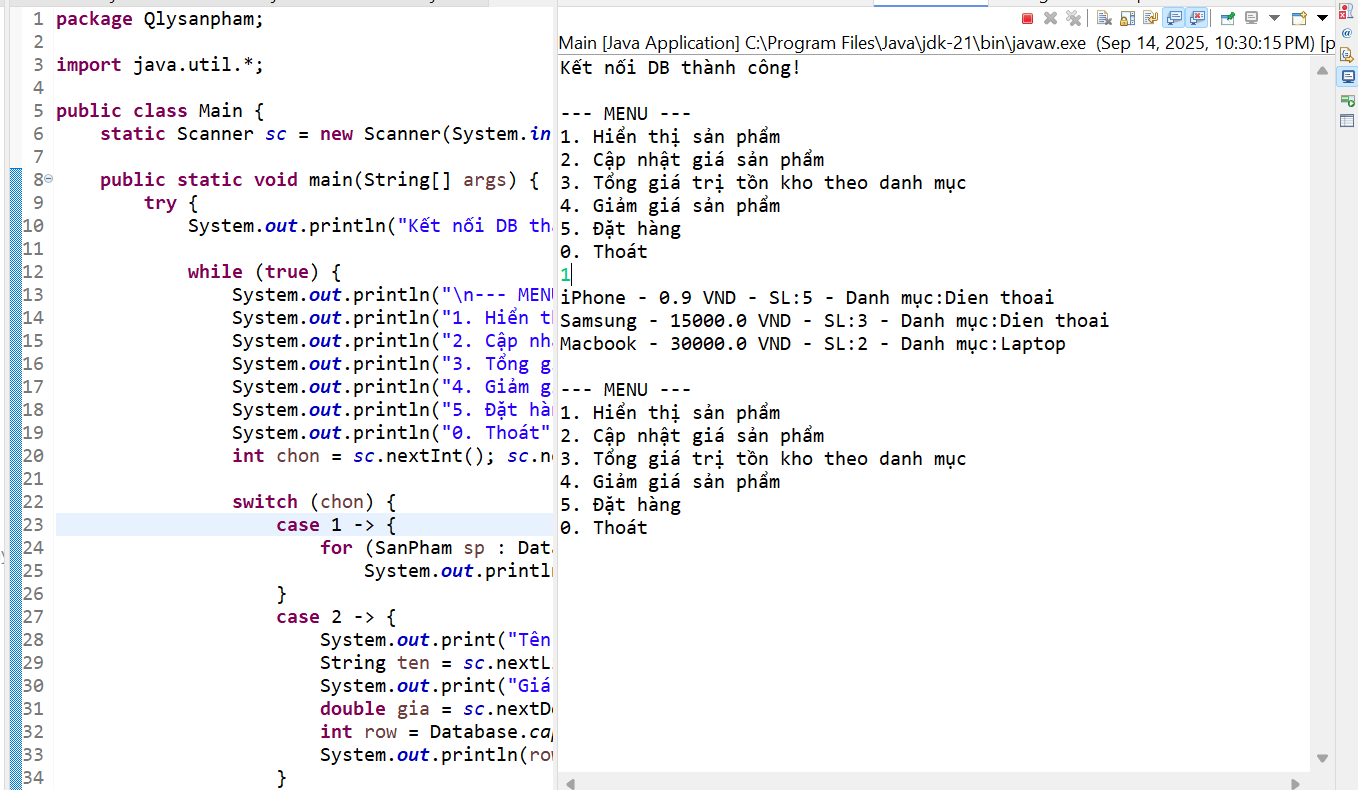 1 package Qlysanpham;
2
3 import java.util.*;
4
5 public class Main {
6 static Scanner sc = new Scanner(System.in
7
8 public static void main(String[] args) {
9 try {
10 System.out.println("Kết nối DB th
11
12 while (true) {
13 System.out.println("\n--- MENU
14 System.out.println("1. Hiển t
15 System.out.println("2. Cập nh
16 System.out.println("3. Tổng g
17 System.out.println("4. Giảm g
18 System.out.println("5. Đặt hà
19 System.out.println("0. Thoát"
20 int chon = sc.nextInt(); sc.n
21
22 switch (chon) {
23 case 1 -> {
24 for (SanPham sp : Dat
25 System.out.println
26 }
27 case 2 -> {
28 System.out.print("Tên
29 String ten = sc.nextL
30 System.out.print("Giá
31 double gia = sc.nextD
32 int row = Database.cap
33 System.out.println(ro
34 }
Main [Java Application] C:\Program Files\Java\jdk-21\bin\javaw.exe (Sep 14, 2025, 10:30:15 PM) [p
Kết nối DB thành công!
--- MENU ---
1. Hiển thị sản phẩm
2. Cập nhật giá sản phẩm
3. Tổng giá trị tồn kho theo danh mục
4. Giảm giá sản phẩm
5. Đặt hàng
0. Thoát
1
iPhone - 0.9 VND - SL:5 - Danh mục:Dien thoai
Samsung - 15000.0 VND - SL:3 - Danh mục:Dien thoai
Macbook - 30000.0 VND - SL:2 - Danh mục:Laptop
--- MENU ---
1. Hiển thị sản phẩm
2. Cập nhật giá sản phẩm
3. Tổng giá trị tồn kho theo danh mục
4. Giảm giá sản phẩm
5. Đặt hàng
0. Thoát